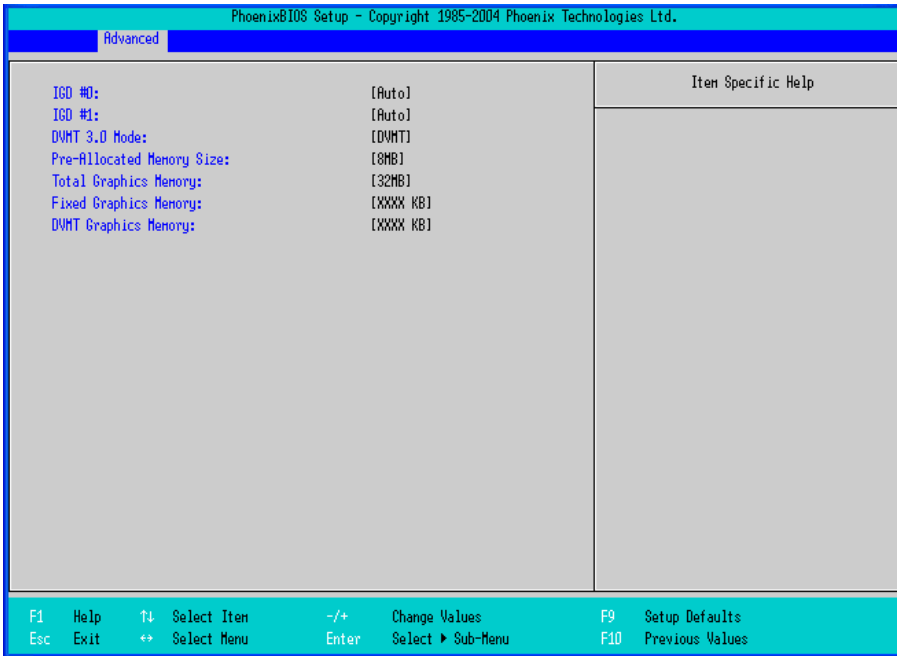 PhoenixBIOS Setup - Copyright 1985-2004 Phoenix Technologies Ltd.
Advanced
Item Specific Help
IGD #0: [Auto]
IGD #1: [Auto]
DVMT 3.0 Mode: [DVMT]
Pre-Allocated Memory Size: [8MB]
Total Graphics Memory: [32MB]
Fixed Graphics Memory: [XXXX KB]
DVMT Graphics Memory: [XXXX KB]
F1 Help ↑↓ Select Item -/+ Change Values F9 Setup Defaults
Esc Exit ↔ Select Menu Enter Select ▶ Sub-Menu F10 Previous Values